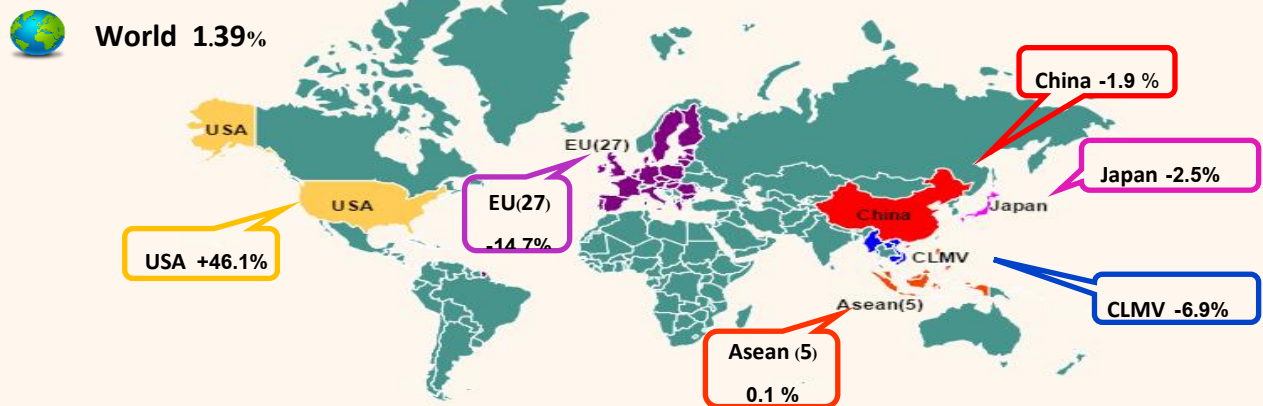 World 1.39%
China -1.9 %
USA
EU(27)
Japan -2.5%
EU(27)
-14.7%
USA
China
Japan
USA +46.1%
CLMV
Asean(5)
CLMV -6.9%
Asean (5)
0.1 %